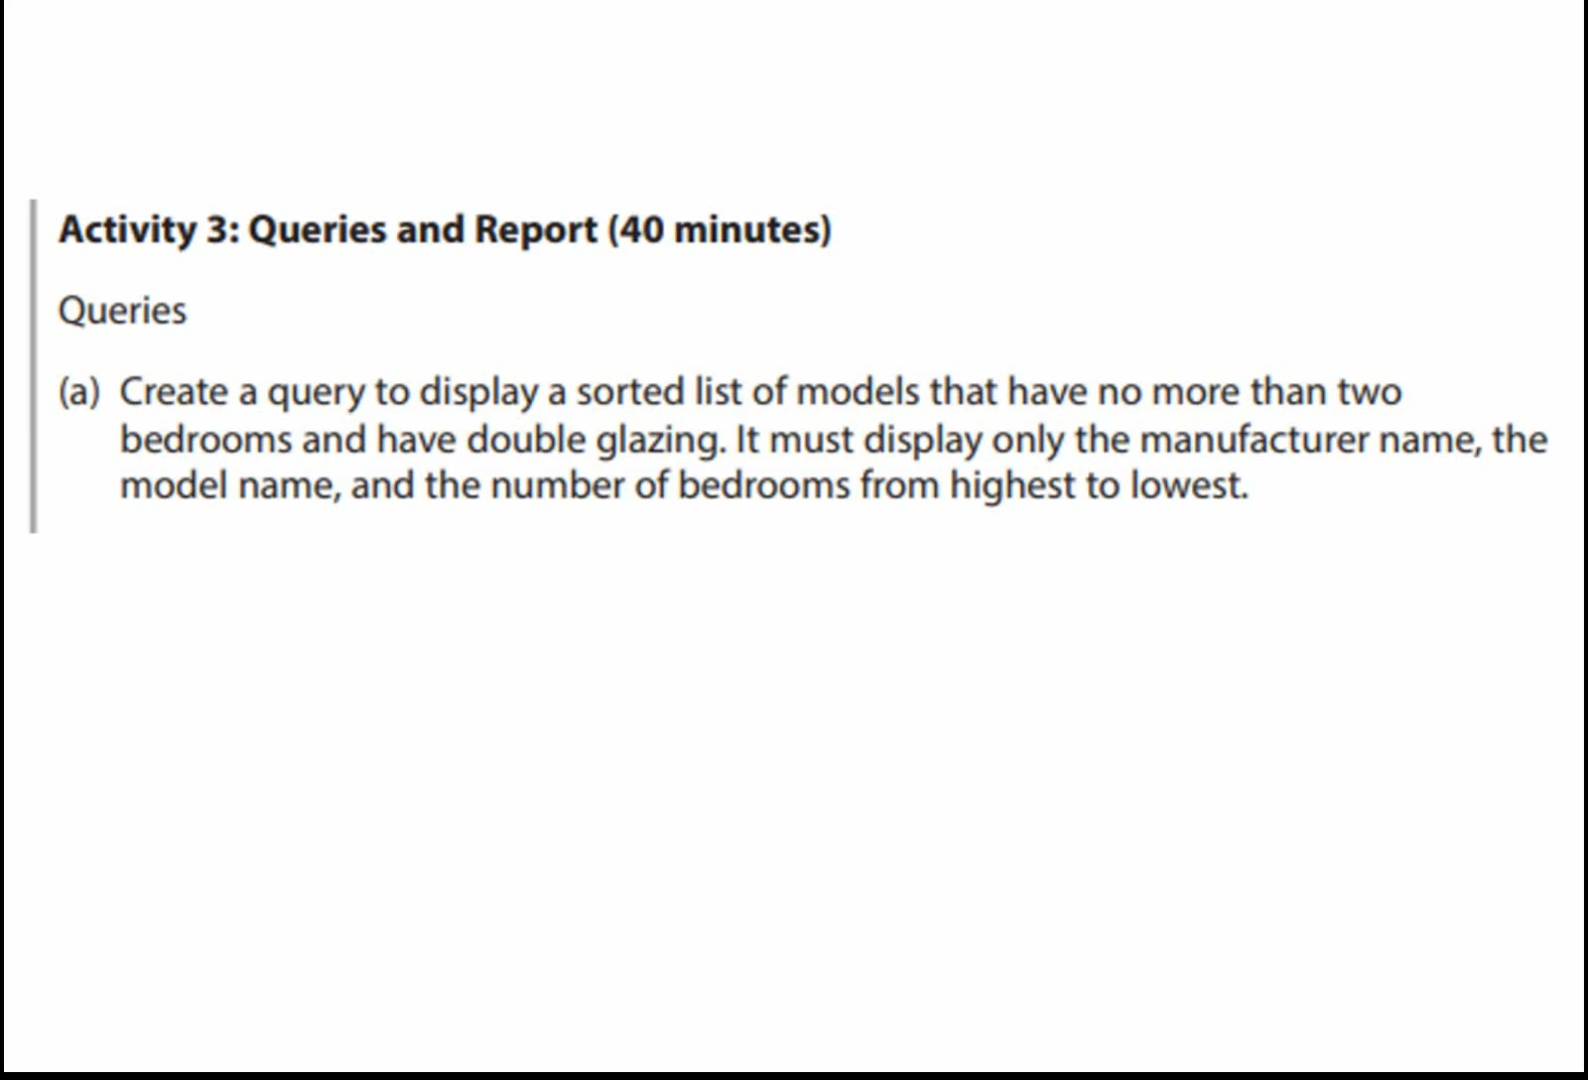 Activity 3: Queries and Report (40 minutes)
Queries
(a) Create a query to display a sorted list of models that have no more than two
bedrooms and have double glazing. It must display only the manufacturer name, the
model name, and the number of bedrooms from highest to lowest.